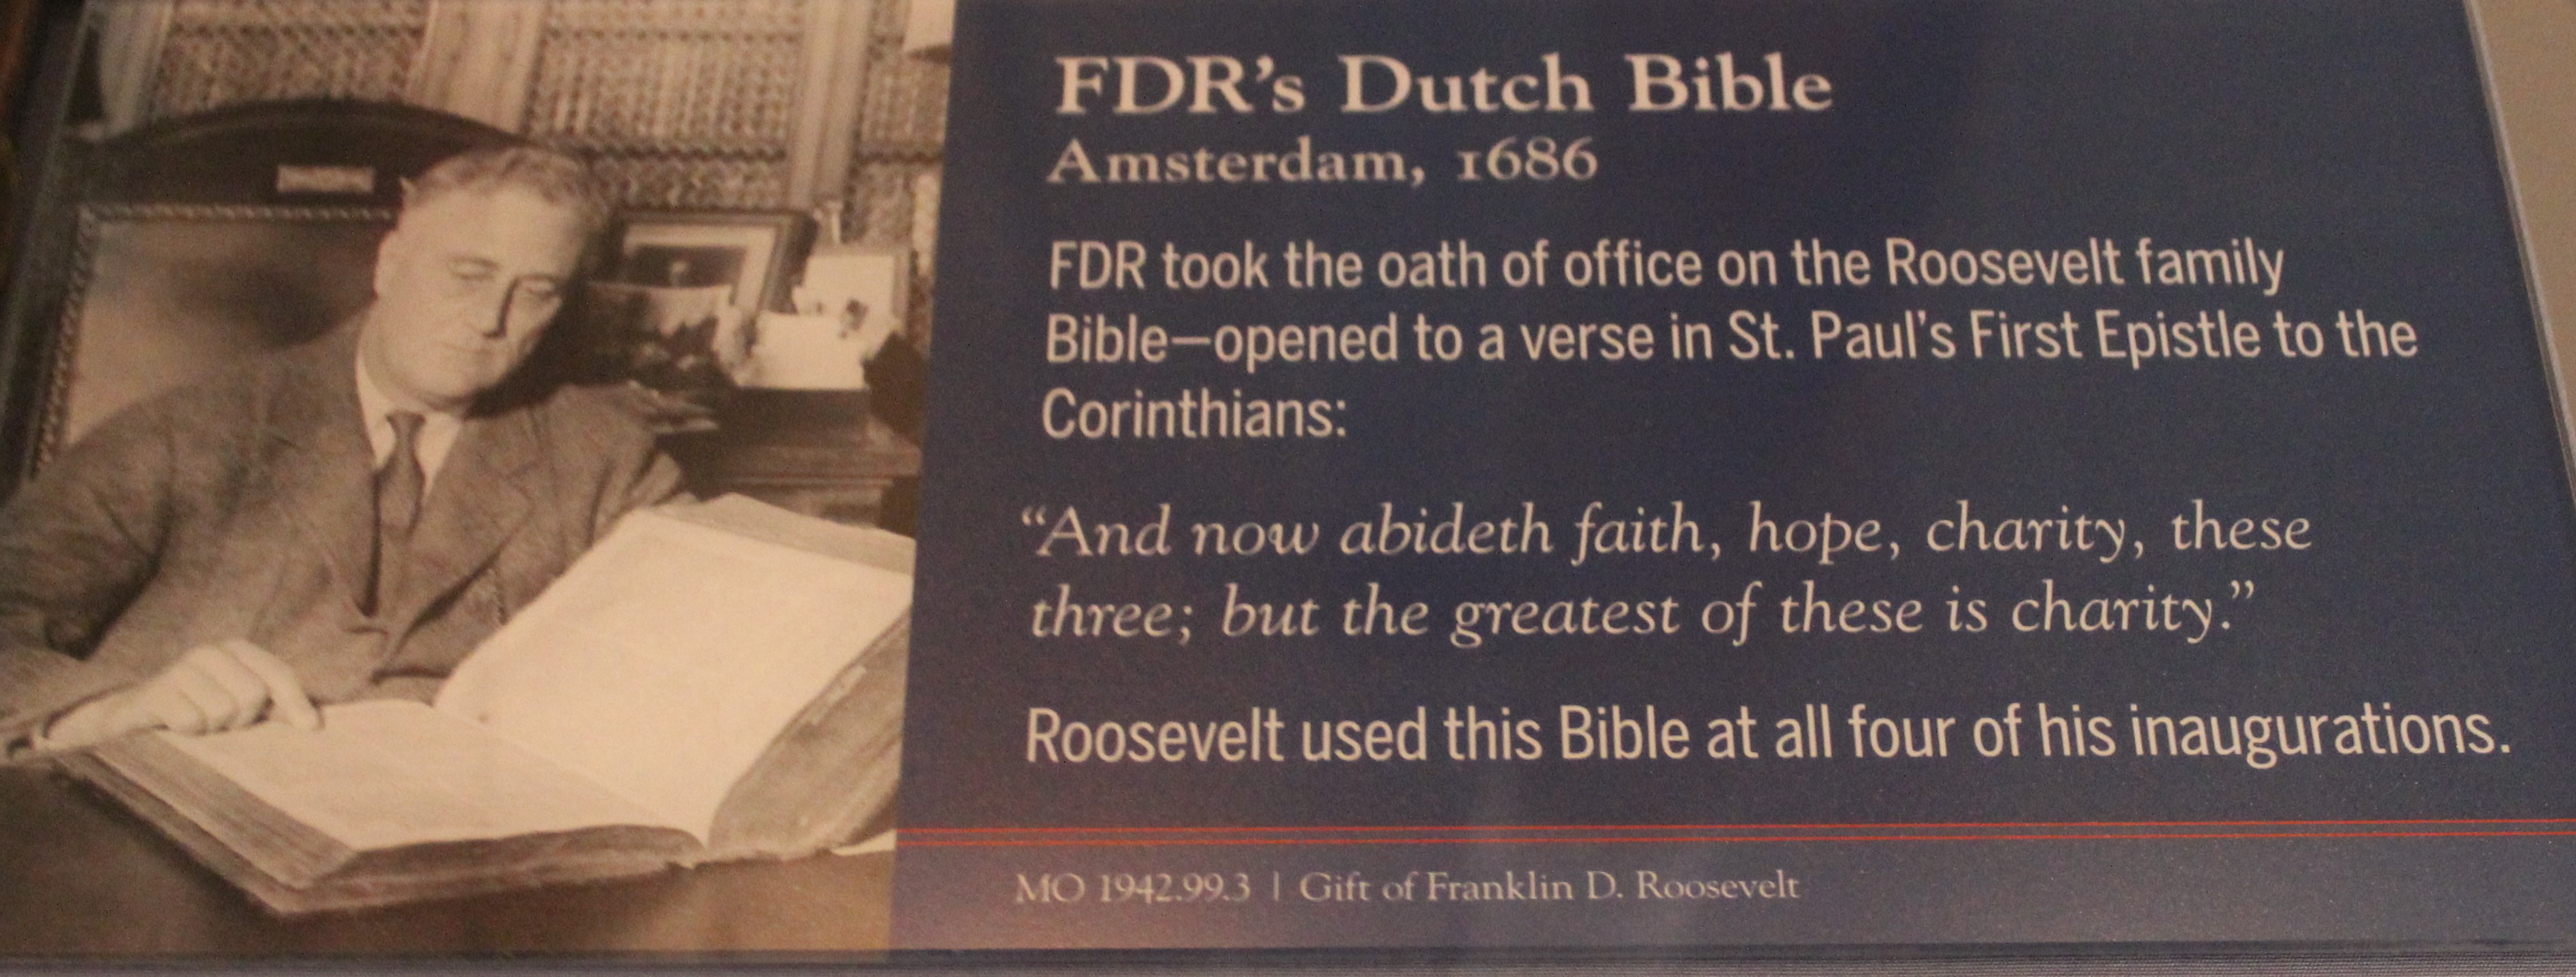 FDR's Dutch Bible
Amsterdam, 1686
FDR took the oath of office on the Roosevelt family
Bible—opened to a verse in St. Paul's First Epistle to the
Corinthians:
“And now abideth faith, hope, charity, these
three; but the greatest of these is charity.”
Roosevelt used this Bible at all four of his inaugurations.
MO 1942.99.3 | Gift of Franklin D. Roosevelt